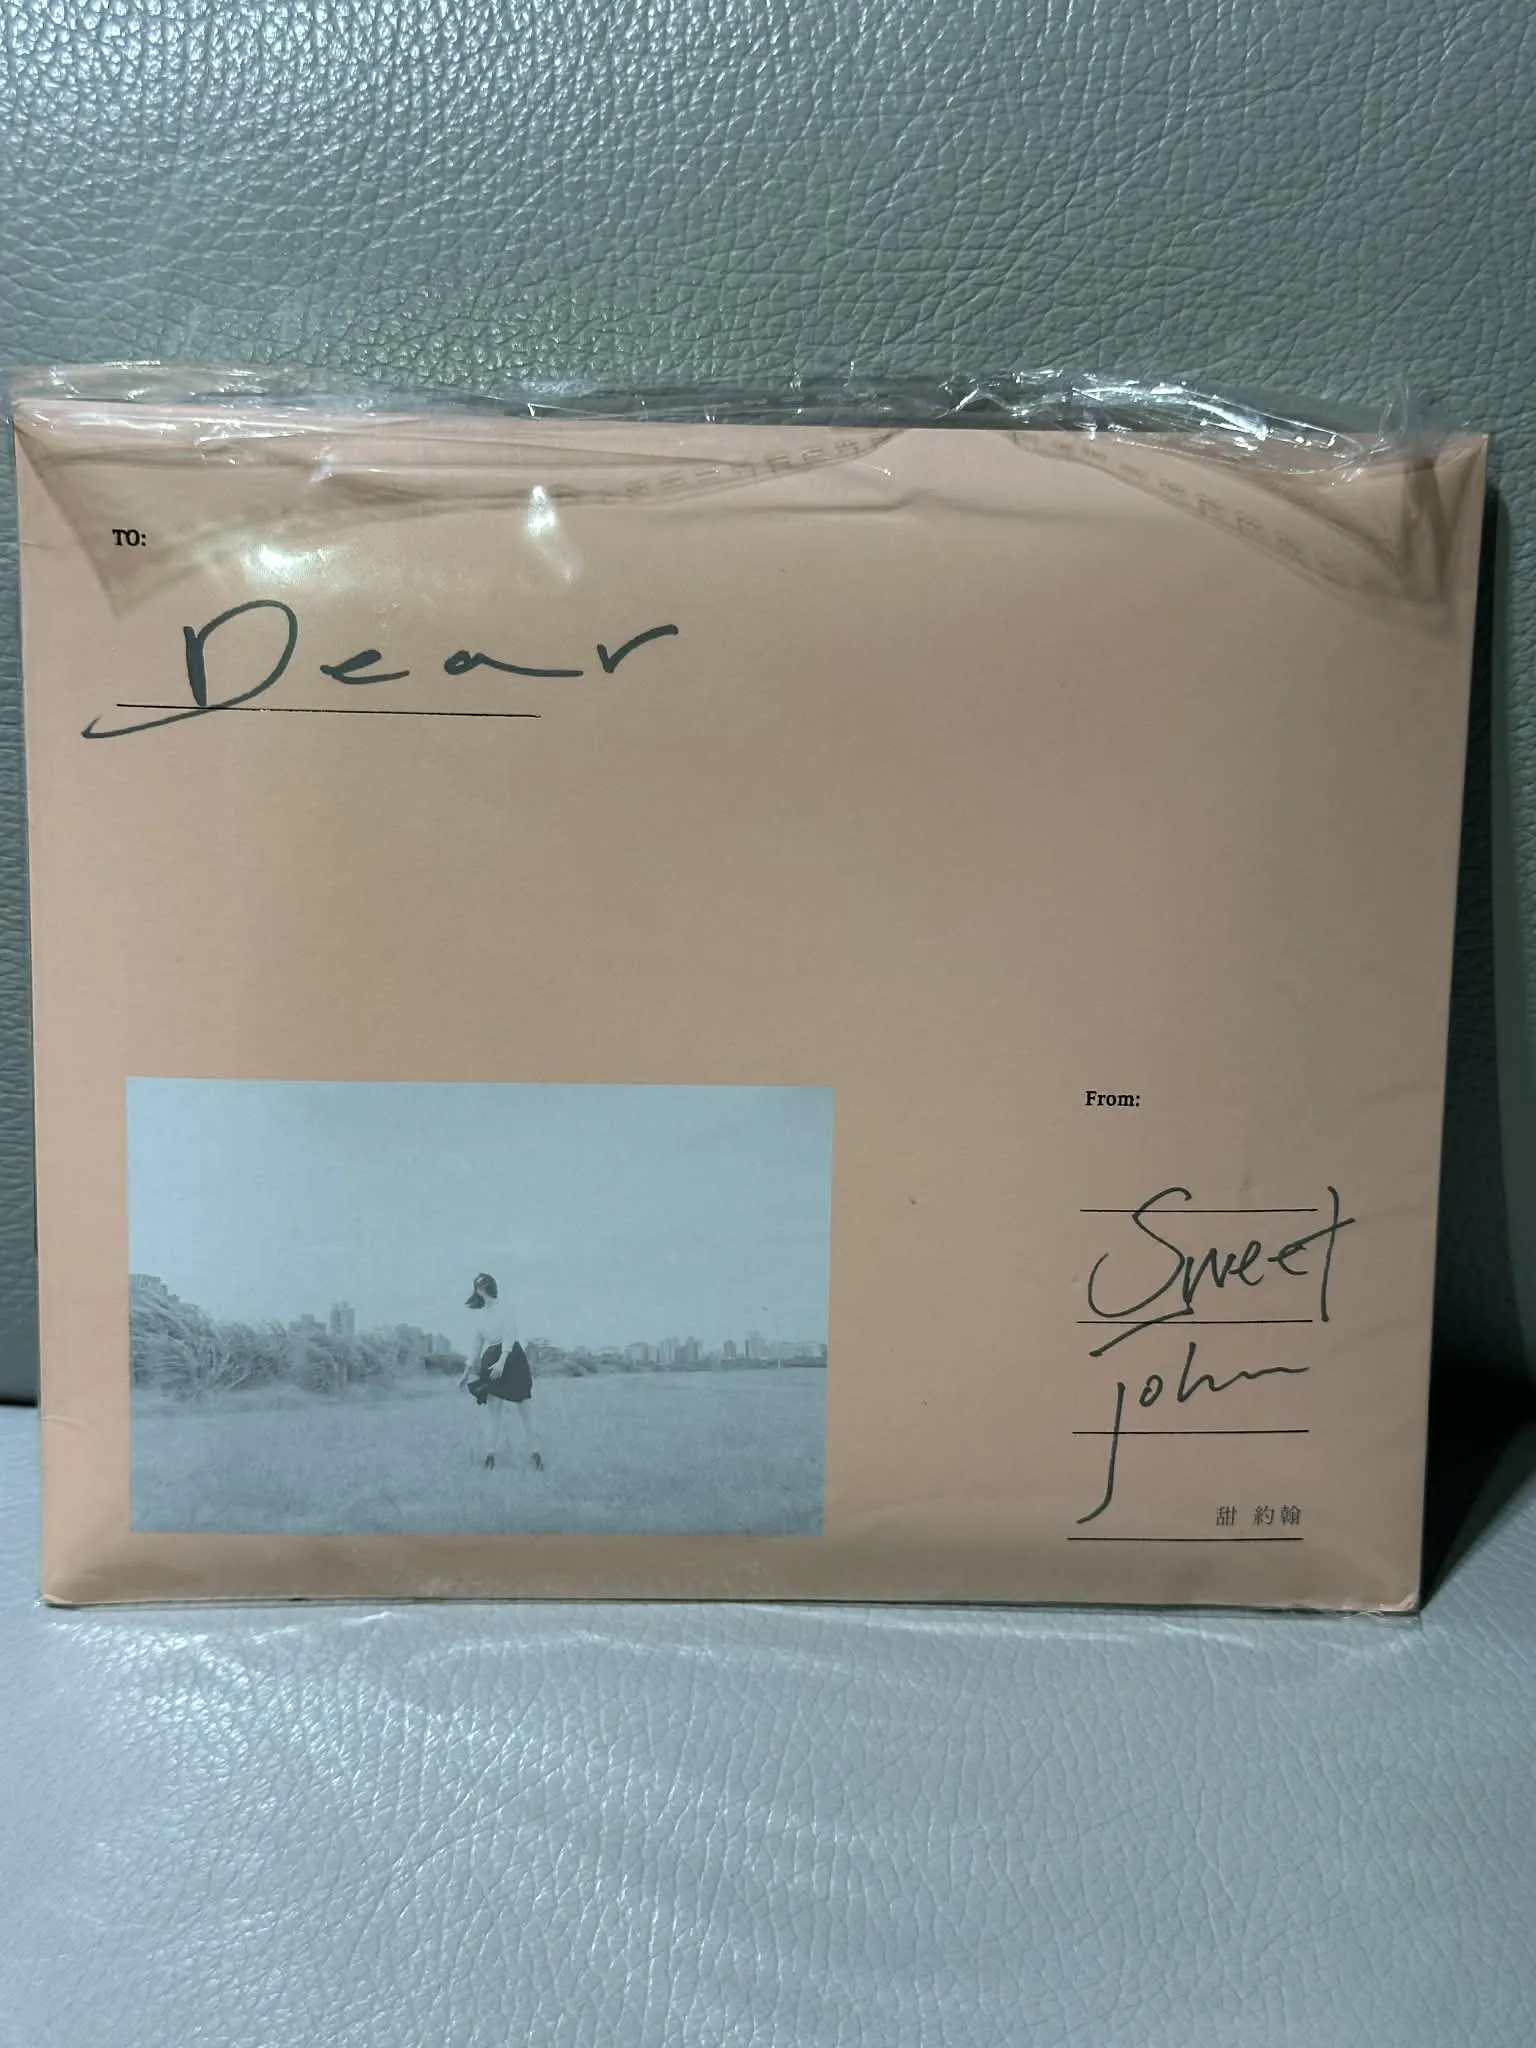 TO:
Dear
From:
Sweet
john
甜 約翰